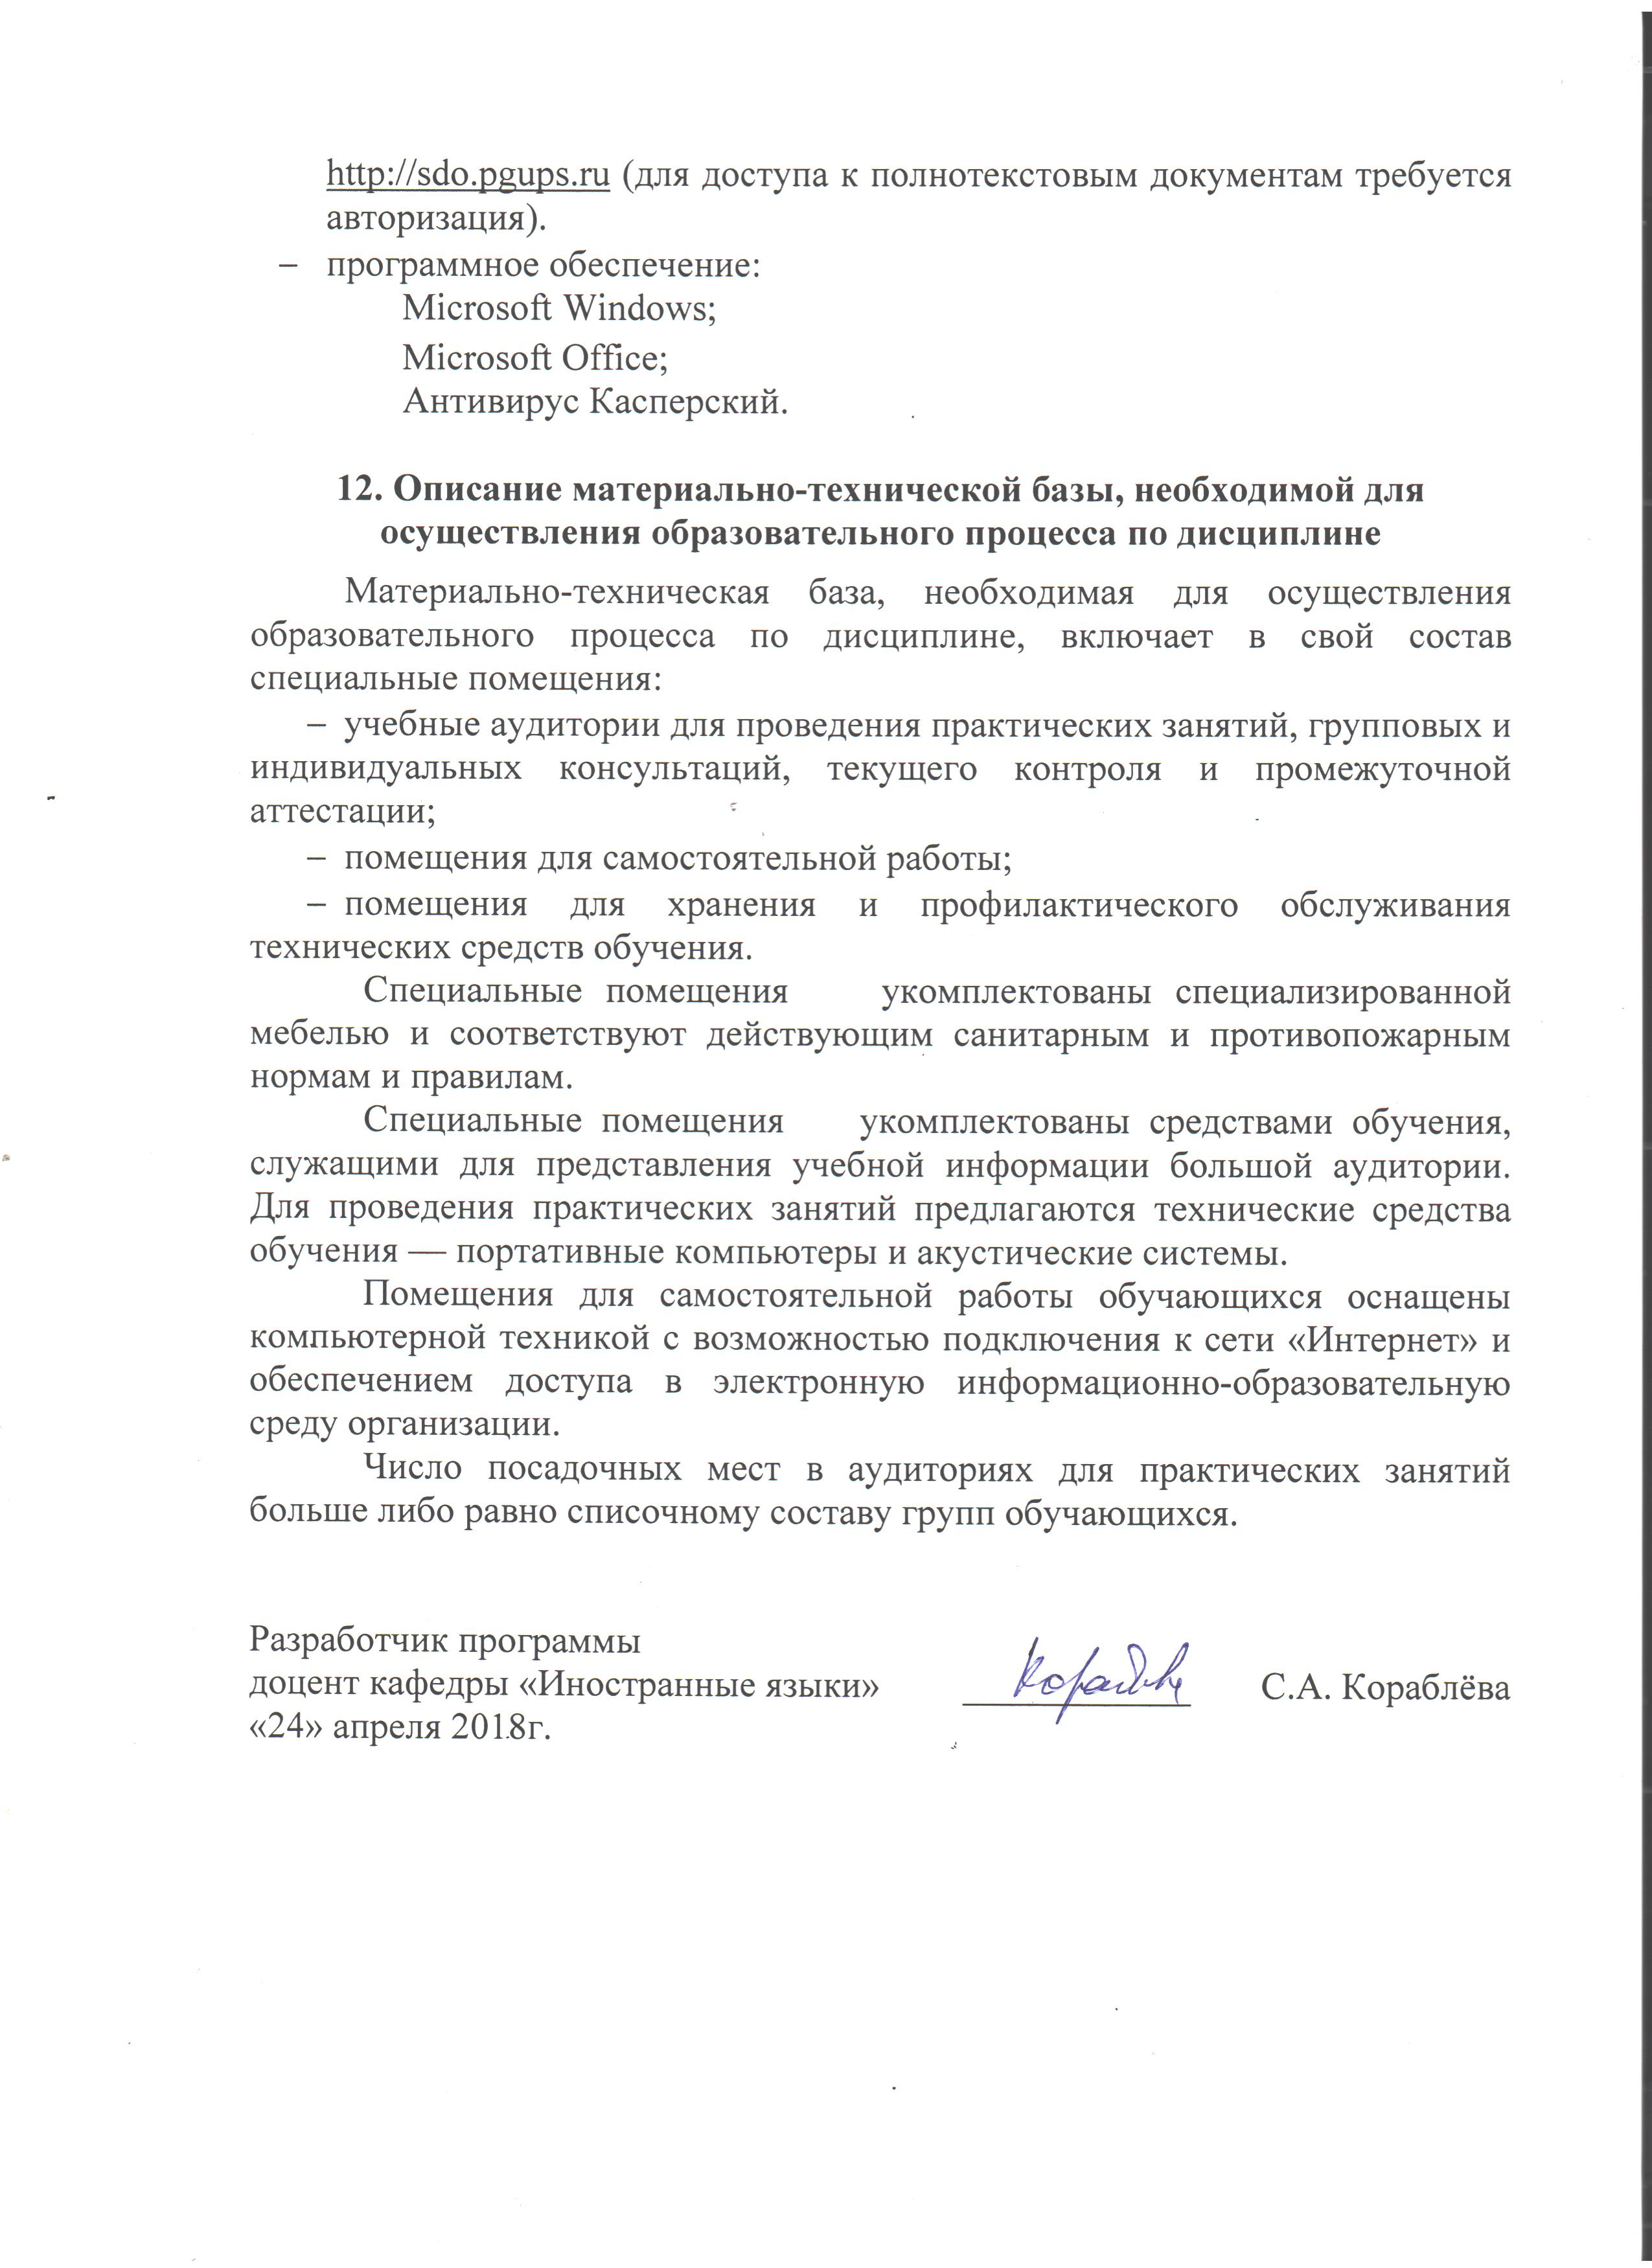 http://sdo.pgups.ru (для доступа к полнотекстовым документам требуется
авторизация).
– программное обеспечение:
Microsoft Windows;
Microsoft Office;
Антивирус Касперский.
12. Описание материально-технической базы, необходимой для
осуществления образовательного процесса по дисциплине
Материально-техническая база, необходимая для осуществления
образовательного процесса по дисциплине, включает в свой состав
специальные помещения:
– учебные аудитории для проведения практических занятий, групповых и
индивидуальных консультаций, текущего контроля и промежуточной
аттестации;
– помещения для самостоятельной работы;
– помещения для хранения и профилактического обслуживания
технических средств обучения.
Специальные помещения укомплектованы специализированной
мебелью и соответствуют действующим санитарным и противопожарным
нормам и правилам.
Специальные помещения укомплектованы средствами обучения,
служащими для представления учебной информации большой аудитории.
Для проведения практических занятий предлагаются технические средства
обучения — портативные компьютеры и акустические системы.
Помещения для самостоятельной работы обучающихся оснащены
компьютерной техникой с возможностью подключения к сети «Интернет» и
обеспечением доступа в электронную информационно-образовательную
среду организации.
Число посадочных мест в аудиториях для практических занятий
больше либо равно списочному составу групп обучающихся.
Разработчик программы
доцент кафедры «Иностранные языки» С.А. Кораблёва
«24» апреля 2018г.